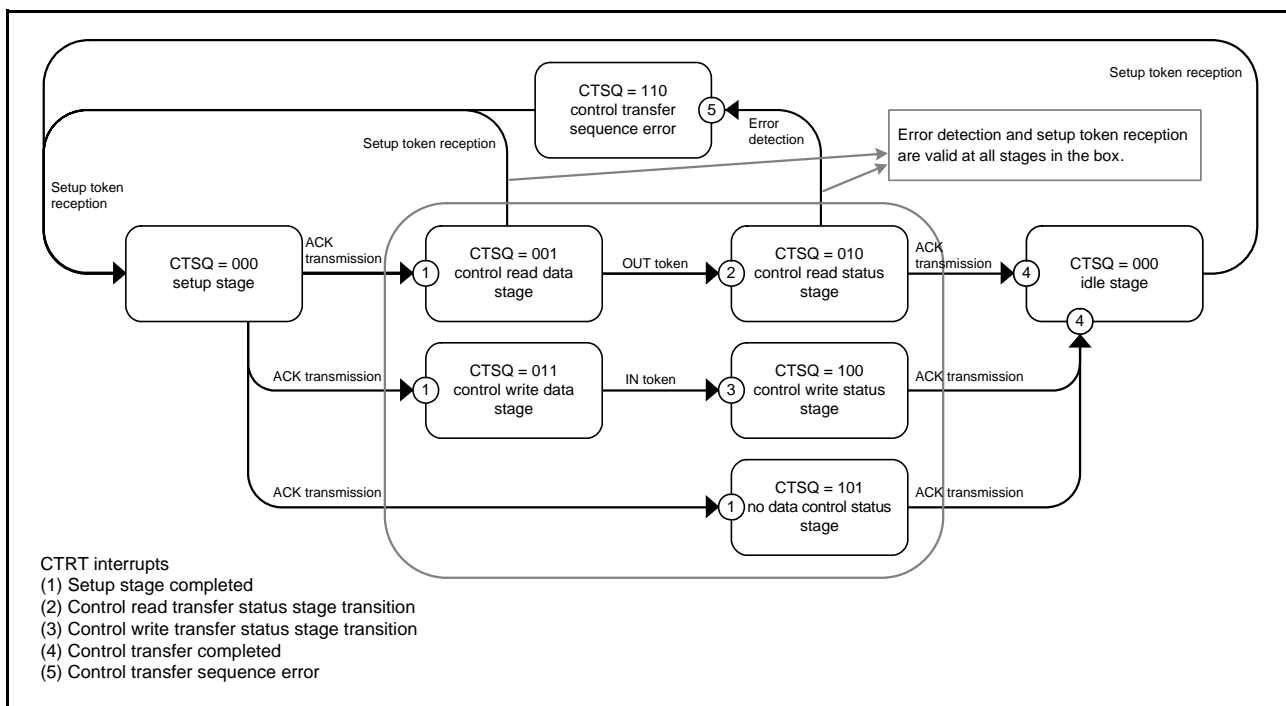 Setup token reception
CTSQ = 110
control transfer
sequence error
5
Error
detection
Setup token reception
Error detection and setup token reception
are valid at all stages in the box.
Setup token
reception
CTSQ = 000
setup stage
ACK
transmission
1
CTSQ = 001
control read data
stage
OUT token
2
CTSQ = 010
control read status
stage
ACK
transmission
4
CTSQ = 000
idle stage
4
ACK transmission
1
CTSQ = 011
control write data
stage
IN token
3
CTSQ = 100
control write status
stage
ACK transmission
ACK transmission
1
CTSQ = 101
no data control status
stage
ACK transmission
CTRT interrupts
(1) Setup stage completed
(2) Control read transfer status stage transition
(3) Control write transfer status stage transition
(4) Control transfer completed
(5) Control transfer sequence error